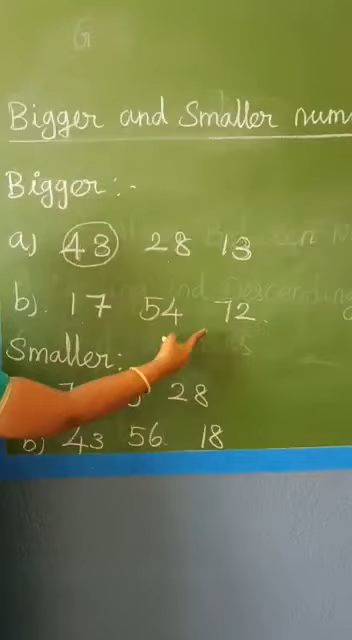 G
Bigger and Smaller num
Bigger:-
a) 43 28 13
b). 17 54 72.
Smaller:
28
b) 43 56. 18